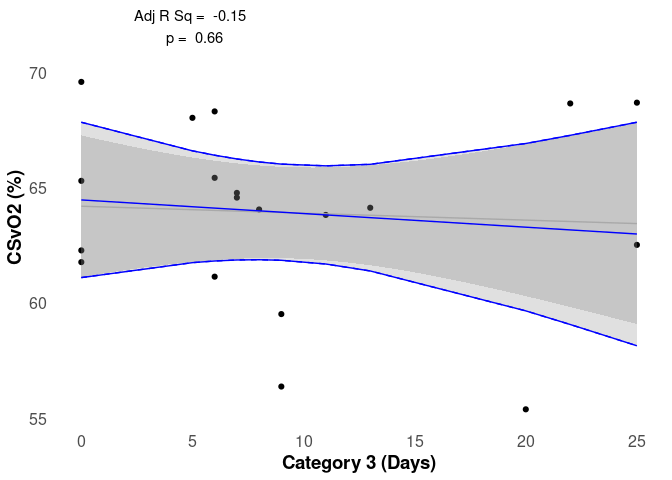 Adj R Sq = -0.15
p = 0.66
70
65
60
55
CSvO2 (%)
0 5 10 15 20 25
Category 3 (Days)